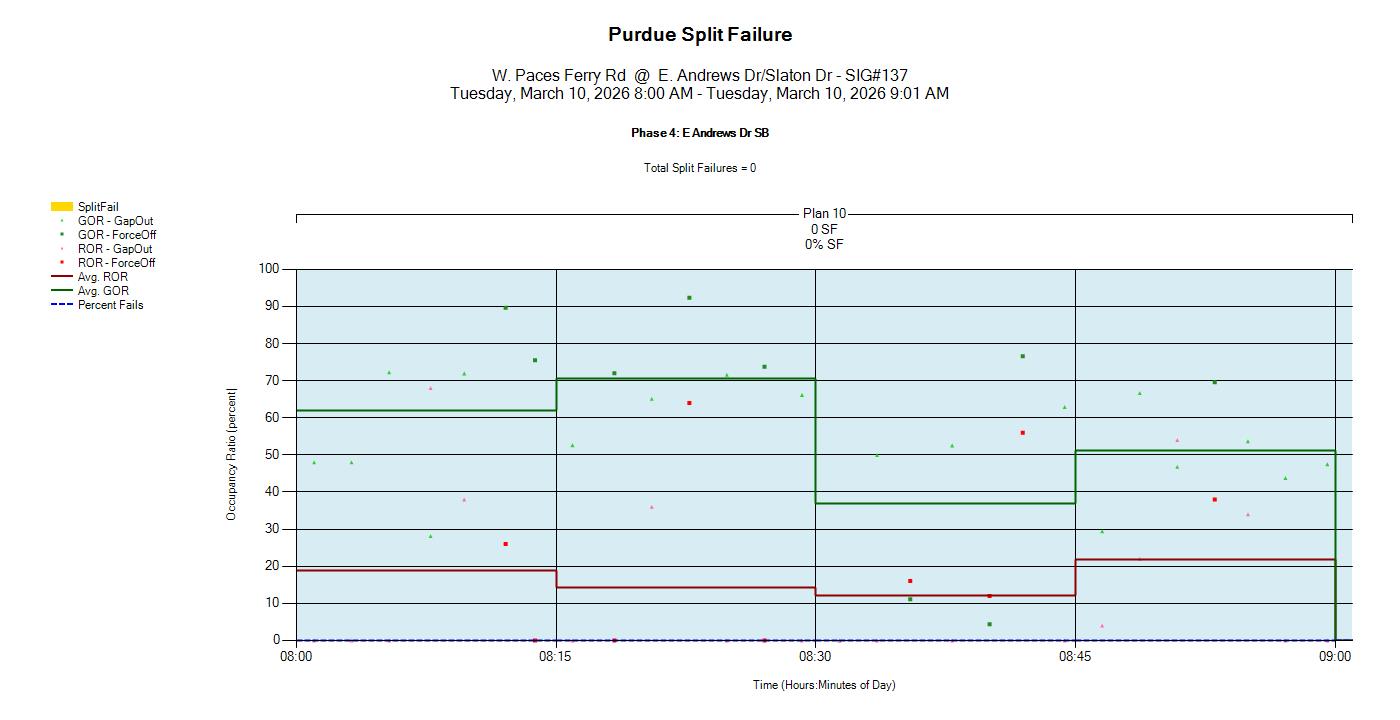 Purdue Split Failure
W. Paces Ferry Rd @ E. Andrews Dr/Slaton Dr - SIG#137
Tuesday, March 10, 2026 8:00 AM - Tuesday, March 10, 2026 9:01 AM
Phase 4: E Andrews Dr SB
Total Split Failures = 0
SplitFail
GOR - GapOut
GOR - ForceOff
ROR - GapOut
ROR - ForceOff
Avg. ROR
Avg. GOR
Percent Fails
Plan 10
0 SF
0% SF
Occupancy Ratio (percent)
100
90
80
70
60
50
40
30
20
10
0
08:00
08:15
08:30
08:45
09:00
Time (Hours:Minutes of Day)